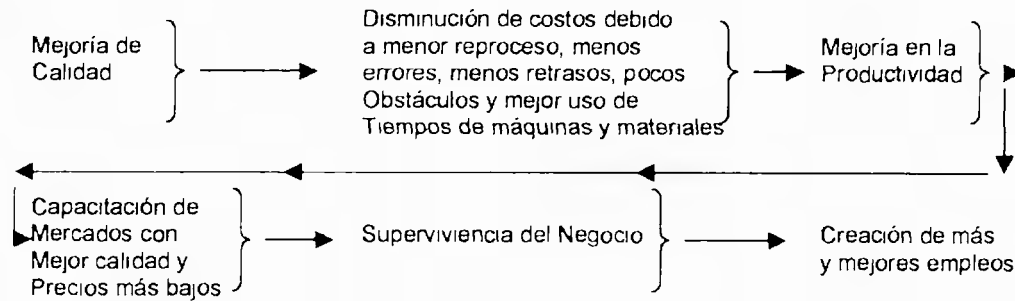 Mejoría de
Calidad
Disminución de costos debido
a menor reproceso, menos
errores, menos retrasos, pocos
Obstáculos y mejor uso de
Tiempos de máquinas y materiales
Mejoría en la
Productividad
Capacitación de
Mercados con
Mejor calidad y
Precios más bajos
Superviviencia del Negocio
Creación de más
y mejores empleos